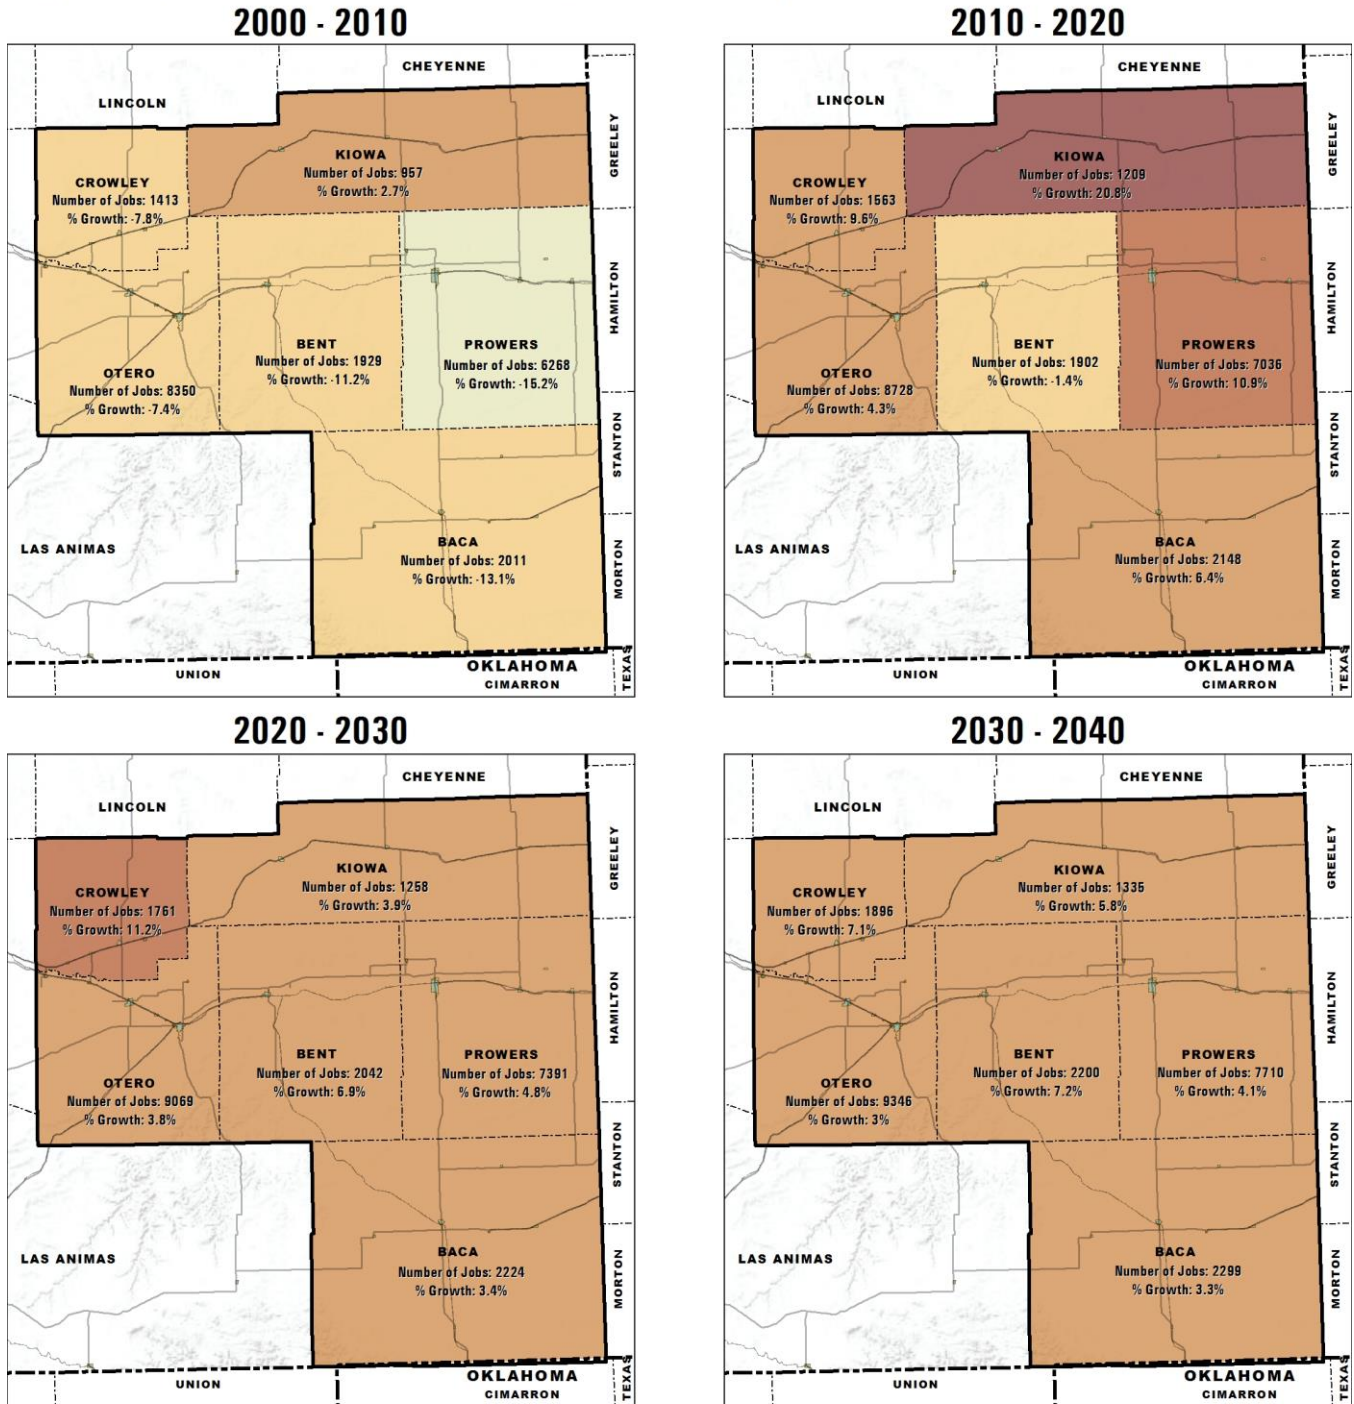 2000 - 2010
CHEYENNE
LINCOLN
GREELEY
KIOWA
Number of Jobs: 957
% Growth: 2.7%
CROWLEY
Number of Jobs: 1413
% Growth: -7.8%
HAMILTON
BENT
Number of Jobs: 1929
% Growth: -11.2%
PROWERS
Number of Jobs: 6268
% Growth: -15.2%
OTERO
Number of Jobs: 8350
% Growth: -7.4%
STANTON
LAS ANIMAS
BACA
Number of Jobs: 2011
% Growth: -13.1%
MORTON
UNION
OKLAHOMA
CIMARRON
TEXAS
2010 - 2020
CHEYENNE
LINCOLN
GREELEY
KIOWA
Number of Jobs: 1209
% Growth: 20.8%
CROWLEY
Number of Jobs: 1563
% Growth: 9.6%
HAMILTON
BENT
Number of Jobs: 1902
% Growth: -1.4%
PROWERS
Number of Jobs: 7036
% Growth: 10.9%
OTERO
Number of Jobs: 8728
% Growth: 4.3%
STANTON
LAS ANIMAS
BACA
Number of Jobs: 2148
% Growth: 6.4%
MORTON
UNION
OKLAHOMA
CIMARRON
TEXAS
2020 - 2030
CHEYENNE
LINCOLN
GREELEY
KIOWA
Number of Jobs: 1258
% Growth: 3.9%
CROWLEY
Number of Jobs: 1761
% Growth: 11.2%
HAMILTON
BENT
Number of Jobs: 2042
% Growth: 6.9%
PROWERS
Number of Jobs: 7391
% Growth: 4.8%
OTERO
Number of Jobs: 9069
% Growth: 3.8%
STANTON
LAS ANIMAS
BACA
Number of Jobs: 2224
% Growth: 3.4%
MORTON
UNION
OKLAHOMA
CIMARRON
TEXAS
2030 - 2040
CHEYENNE
LINCOLN
GREELEY
KIOWA
Number of Jobs: 1335
% Growth: 5.8%
CROWLEY
Number of Jobs: 1896
% Growth: 7.1%
HAMILTON
BENT
Number of Jobs: 2200
% Growth: 7.2%
PROWERS
Number of Jobs: 7710
% Growth: 4.1%
OTERO
Number of Jobs: 9346
% Growth: 3%
STANTON
LAS ANIMAS
BACA
Number of Jobs: 2299
% Growth: 3.3%
MORTON
UNION
OKLAHOMA
CIMARRON
TEXAS